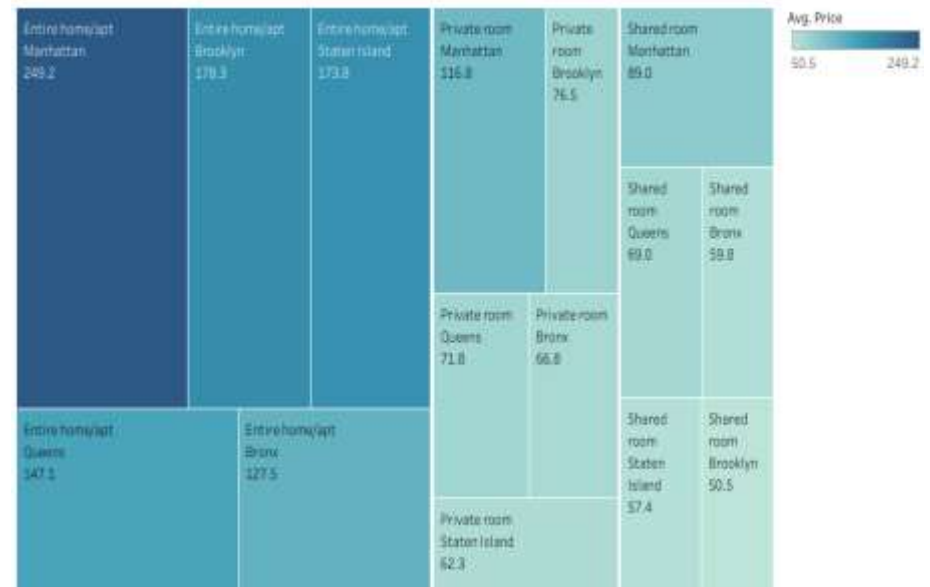 Entire home/apt
Manhattan
249.2
Entire home/apt
Brooklyn
178.3
Entire home/apt
Staten Island
173.8
Private room
Manhattan
116.8
Private
room
Brooklyn
76.5
Shared room
Manhattan
89.0
Avg. Price
50.5 249.2
Shared
room
Queens
69.0
Shared
room
Bronx
59.8
Private room
Queens
71.8
Private room
Bronx
66.8
Entire home/apt
Queens
147.1
Entire home/apt
Bronx
127.5
Shared
room
Staten
Island
57.4
Shared
room
Brooklyn
50.5
Private room
Staten Island
62.3